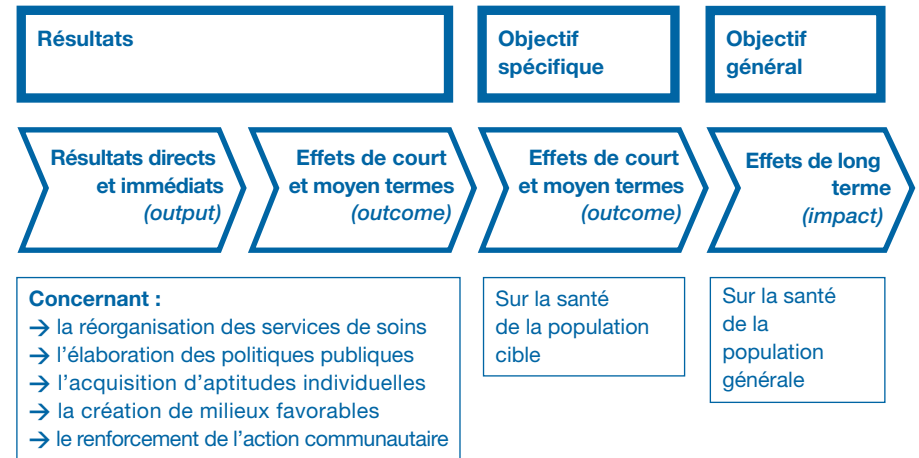 Résultats
Objectif
spécifique
Objectif
général
Résultats directs
et immédiats
(output)
Effets de court
et moyen termes
(outcome)
Effets de court
et moyen termes
(outcome)
Effets de long
terme
(impact)
Concernant :
→ la réorganisation des services de soins
→ l’élaboration des politiques publiques
→ l’acquisition d’aptitudes individuelles
→ la création de milieux favorables
→ le renforcement de l’action communautaire
Sur la santé
de la population
cible
Sur la santé
de la
population
générale